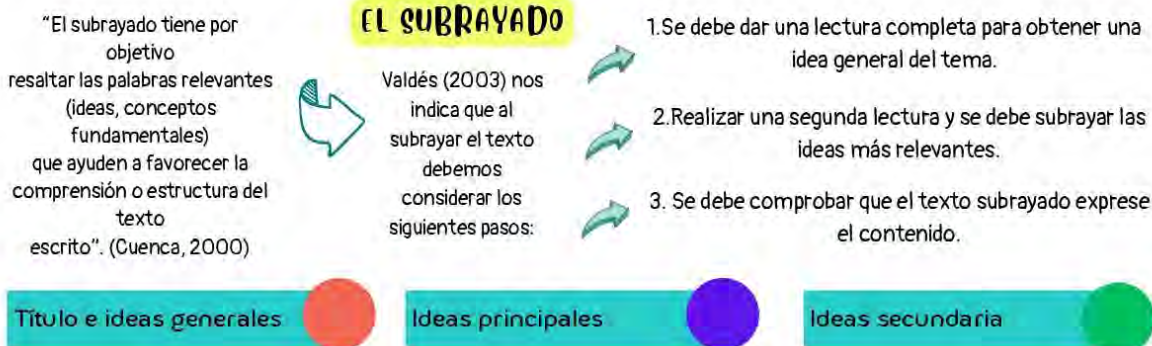 EL SUBRAYADO
“El subrayado tiene por
objetivo
resaltar las palabras relevantes
(ideas, conceptos
fundamentales)
que ayuden a favorecer la
comprensión o estructura del
texto
escrito”. (Cuenca, 2000)
Valdés (2003) nos
indica que al
subrayar el texto
debemos
considerar los
siguientes pasos:
1.Se debe dar una lectura completa para obtener una
idea general del tema.
2.Realizar una segunda lectura y se debe subrayar las
ideas más relevantes.
3. Se debe comprobar que el texto subrayado exprese
el contenido.
Título e ideas generales
Ideas principales
Ideas secundaria